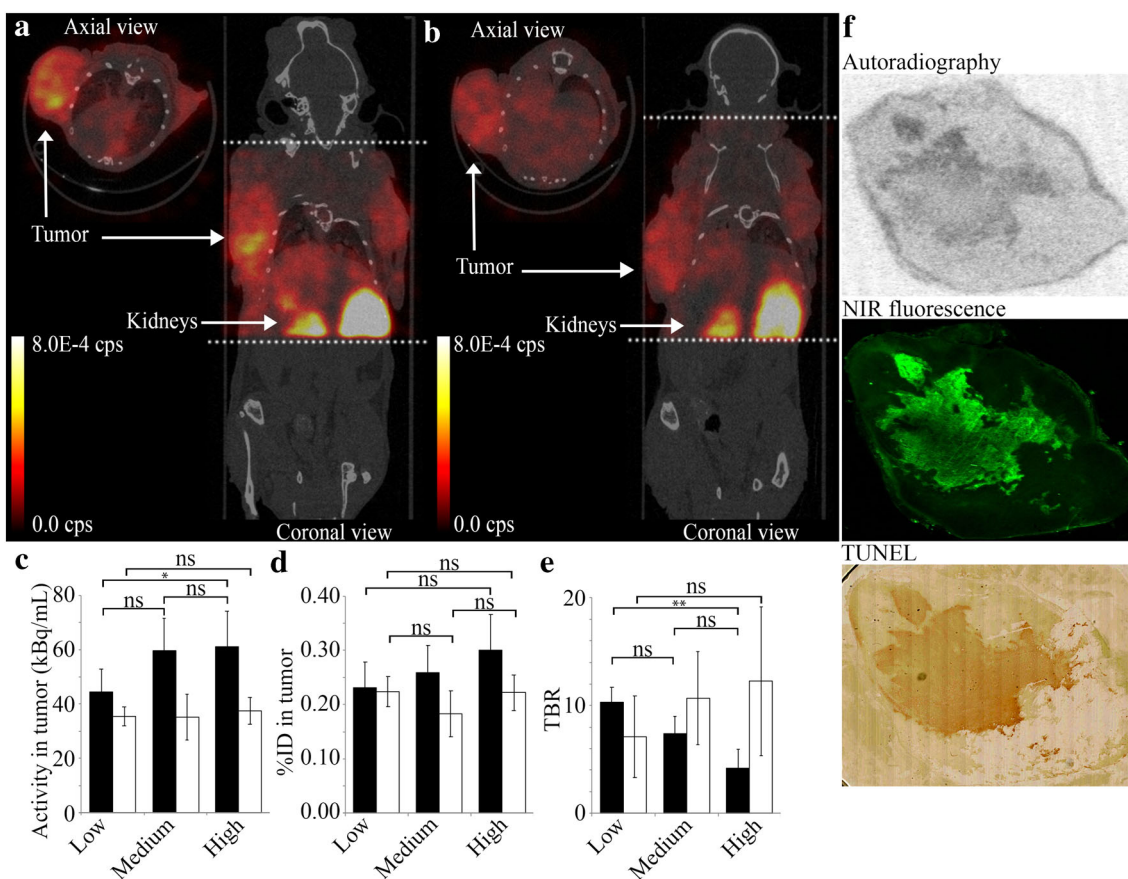 a
Axial view
Tumor
Kidneys
8.0E-4 cps
0.0 cps
Coronal view
b
Axial view
Tumor
Kidneys
8.0E-4 cps
0.0 cps
Coronal view
c
Activity in tumor (kBq/mL)
80
60
40
20
0
ns
*
ns
ns
Low
Medium
High
d
%ID in tumor
0.40
0.30
0.20
0.10
0.00
ns
ns
ns
ns
Low
Medium
High
e
TBR
20
10
0
ns
**
ns
ns
Low
Medium
High
f
Autoradiography
NIR fluorescence
TUNEL